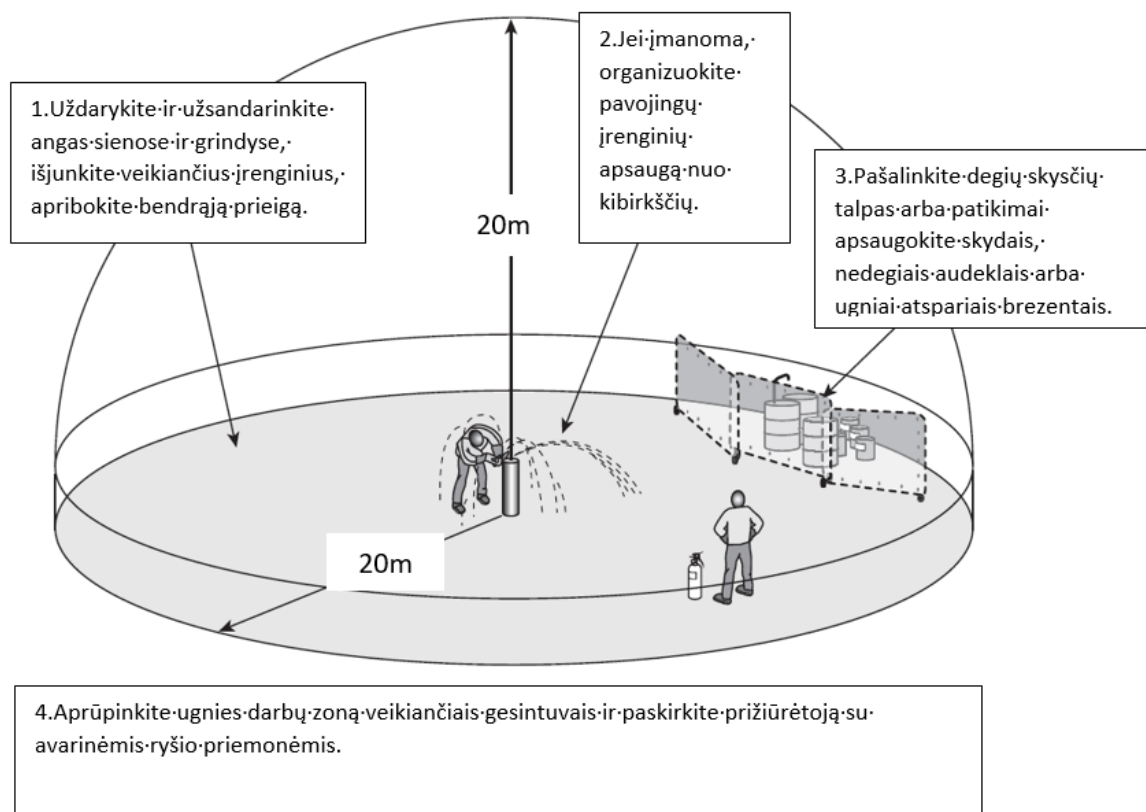 1.Uždarykite·ir·užsandarinkite·
angas·sienose·ir·grindyse,·
išjunkite·veikiančius·įrenginius,·
apribokite·bendrąją·prieigą.
2.Jei·įmanoma,·
organizuokite·
pavojingų·
įrenginių·
apsaugą·nuo·
kibirkščių.
3.Pašalinkite·degių·skysčių·
talpas·arba·patikimai·
apsaugokite·skydais,·
nedegiais·audeklais·arba·
ugniai·atspariais·brezentais.
20m
20m
4.Aprūpinkite·ugnies·darbų·zoną·veikiančiais·gesintuvais·ir·paskirkite·prižiūrėtoją·su·
avarinėmis·ryšio·priemonėmis.